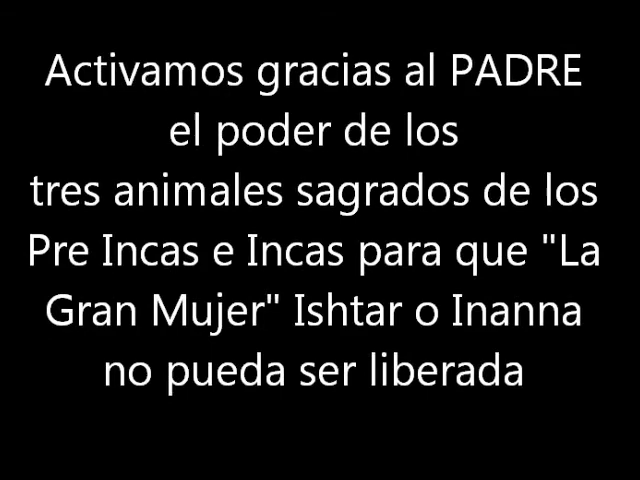 Activamos gracias al PADRE
el poder de los
tres animales sagrados de los
Pre Incas e Incas para que "La
Gran Mujer" Ishtar o Inanna
no pueda ser liberada